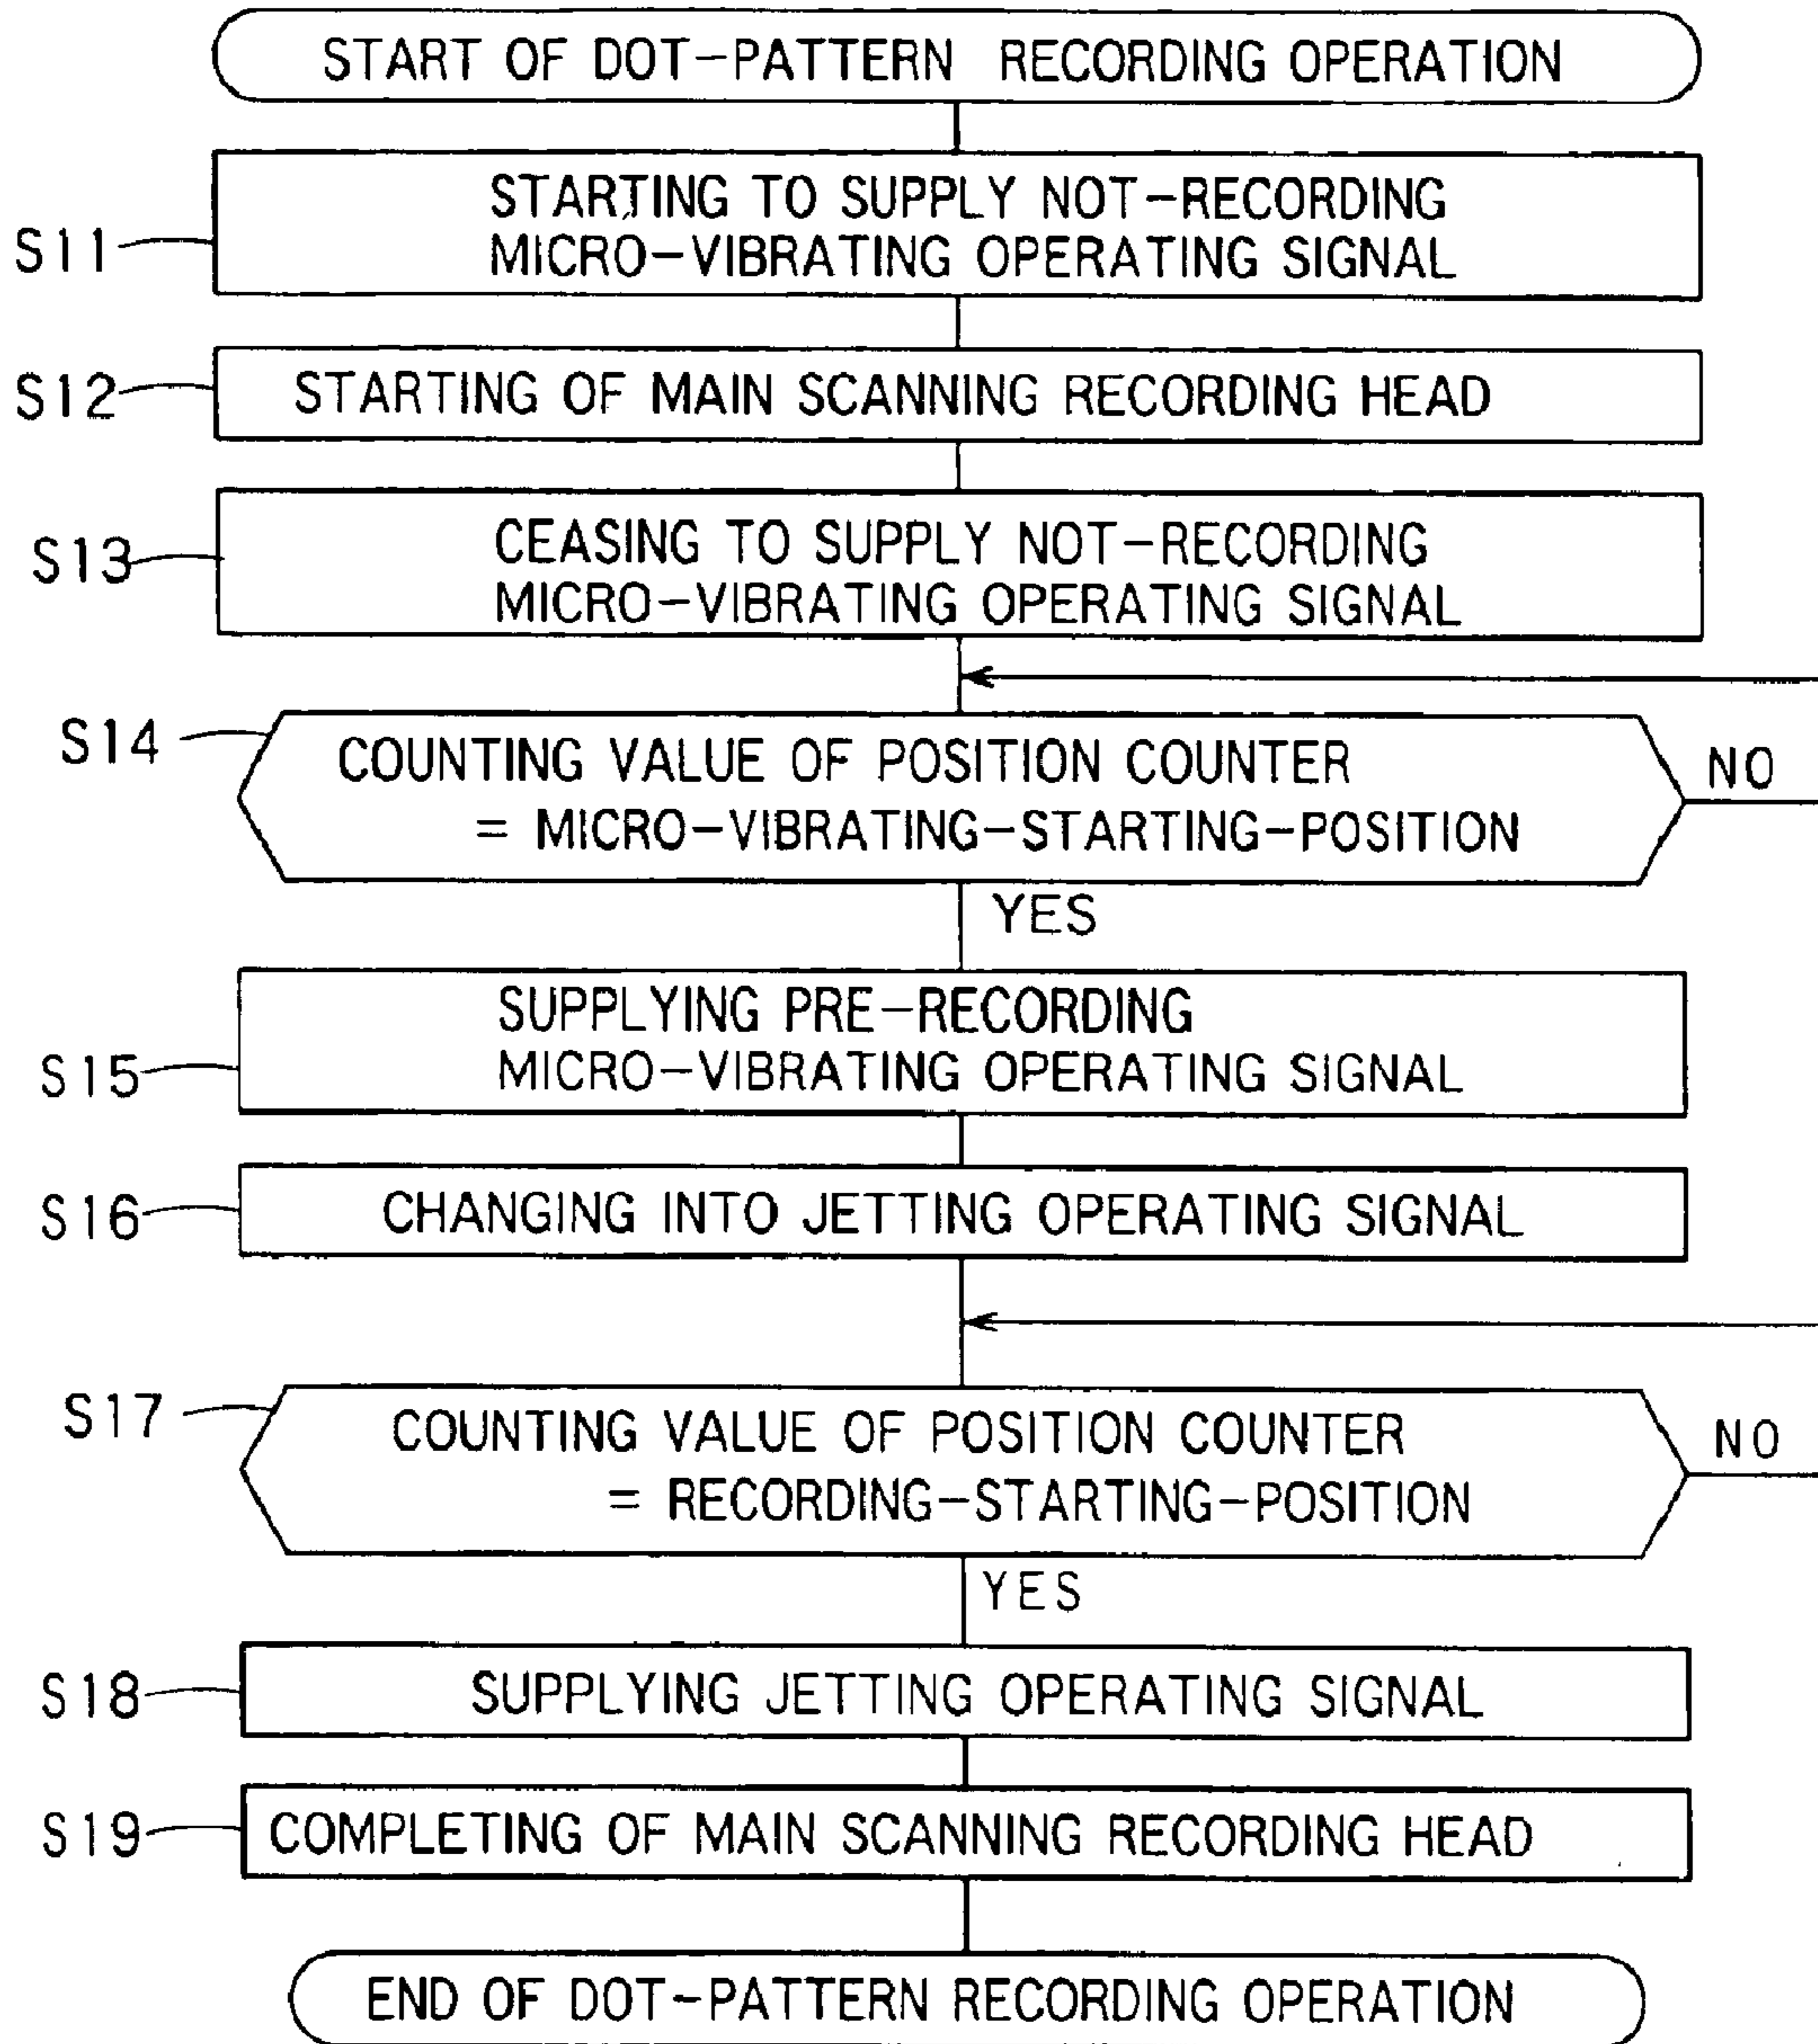 START OF DOT-PATTERN RECORDING OPERATION
S11
STARTING TO SUPPLY NOT-RECORDING
MICRO-VIBRATING OPERATING SIGNAL
S12
STARTING OF MAIN SCANNING RECORDING HEAD
S13
CEASING TO SUPPLY NOT-RECORDING
MICRO-VIBRATING OPERATING SIGNAL
S14
COUNTING VALUE OF POSITION COUNTER
= MICRO-VIBRATING-STARTING-POSITION
NO
YES
S15
SUPPLYING PRE-RECORDING
MICRO-VIBRATING OPERATING SIGNAL
S16
CHANGING INTO JETTING OPERATING SIGNAL
S17
COUNTING VALUE OF POSITION COUNTER
= RECORDING-STARTING-POSITION
NO
YES
S18
SUPPLYING JETTING OPERATING SIGNAL
S19
COMPLETING OF MAIN SCANNING RECORDING HEAD
END OF DOT-PATTERN RECORDING OPERATION